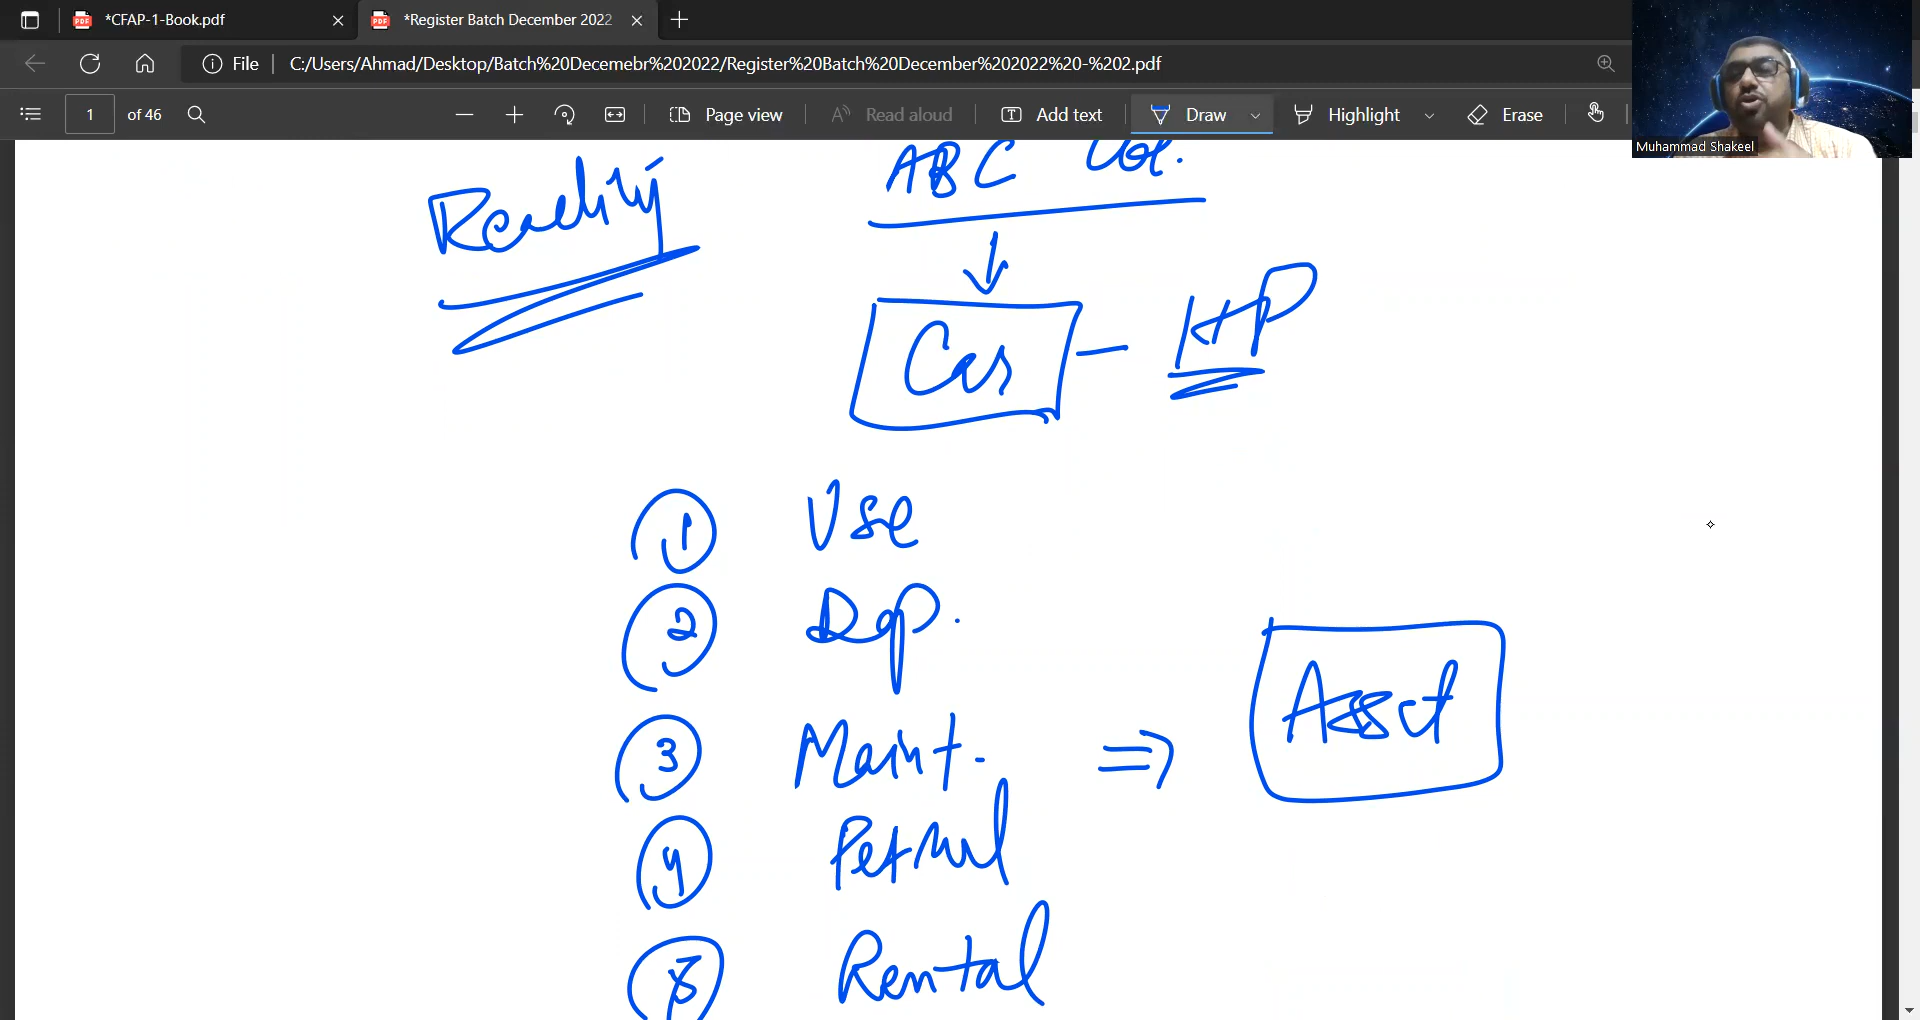 *CFAP-1-Book.pdf
*Register Batch December 2022
File
C:/Users/Ahmad/Desktop/Batch%20Decemebr%202022/Register%20Batch%20December%202022%20-%202.pdf
1 of 46
Page view
Read aloud
Add text
Draw
Highlight
Erase
Muhammad Shakeel
Reality
ABC
Car - HP
1 Use
2 Dep.
3 Maint. ⇒ Asset
4 Petrol
5 Rental